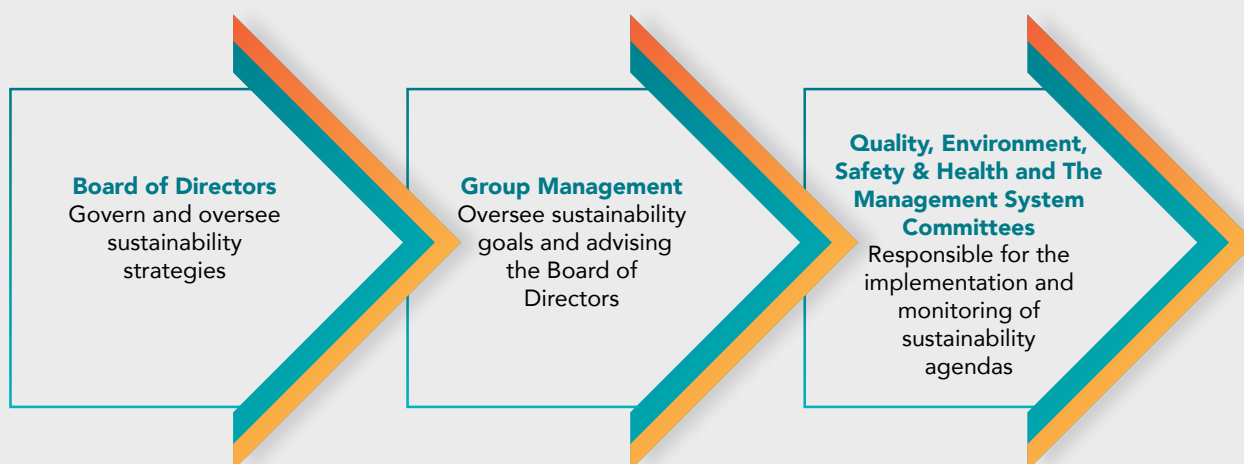 Board of Directors
Govern and oversee
sustainability
strategies
Group Management
Oversee sustainability
goals and advising
the Board of
Directors
Quality, Environment,
Safety & Health and The
Management System
Committees
Responsible for the
implementation and
monitoring of
sustainability
agendas